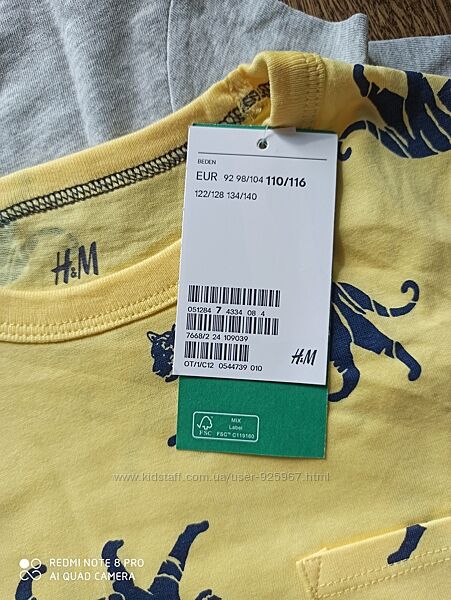 BEDEN
EUR 92 98/104 110/116
122/128 134/140
H&M
051284 7 4334 08 4
7668/2 24 109039
H&M
OT/1/C12 0544739 010
FSC
MIX
Label
FSC™ C119160
www.kidstaff.com.ua/user-925967.html
REDMI NOTE 8 PRO
AI QUAD CAMERA